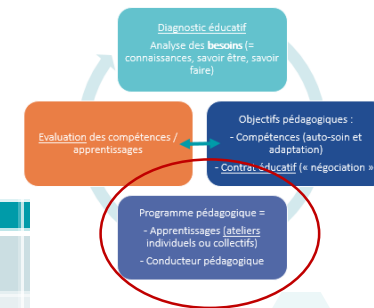 Diagnostic éducatif
Analyse des besoins (=
connaissances, savoir être, savoir
faire)
Evaluation des compétences /
apprentissages
Objectifs pédagogiques :
- Compétences (auto-soin et
adaptation)
- Contrat éducatif (« négociation »
Programme pédagogique =
- Apprentissages (ateliers
individuels ou collectifs)
- Conducteur pédagogique